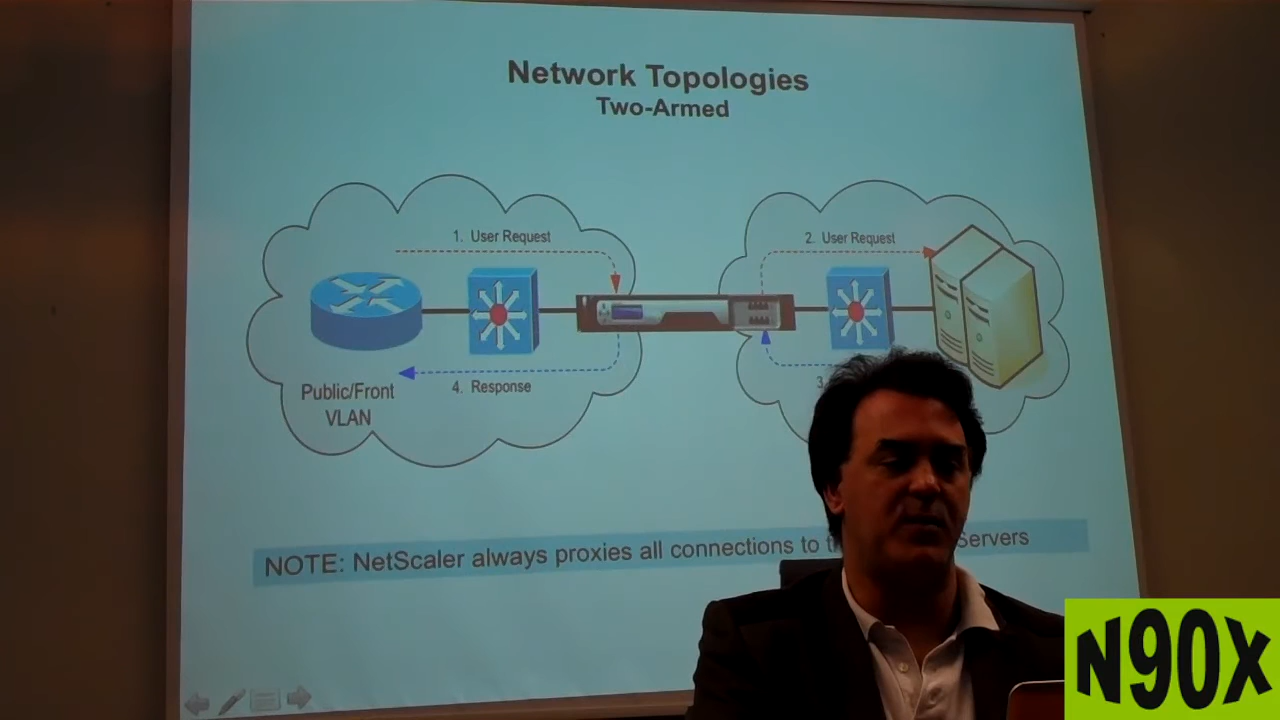 Network Topologies
Two-Armed
1. User Request
2. User Request
4. Response
3
Public/Front
VLAN
NOTE: NetScaler always proxies all connections to Servers
N90X